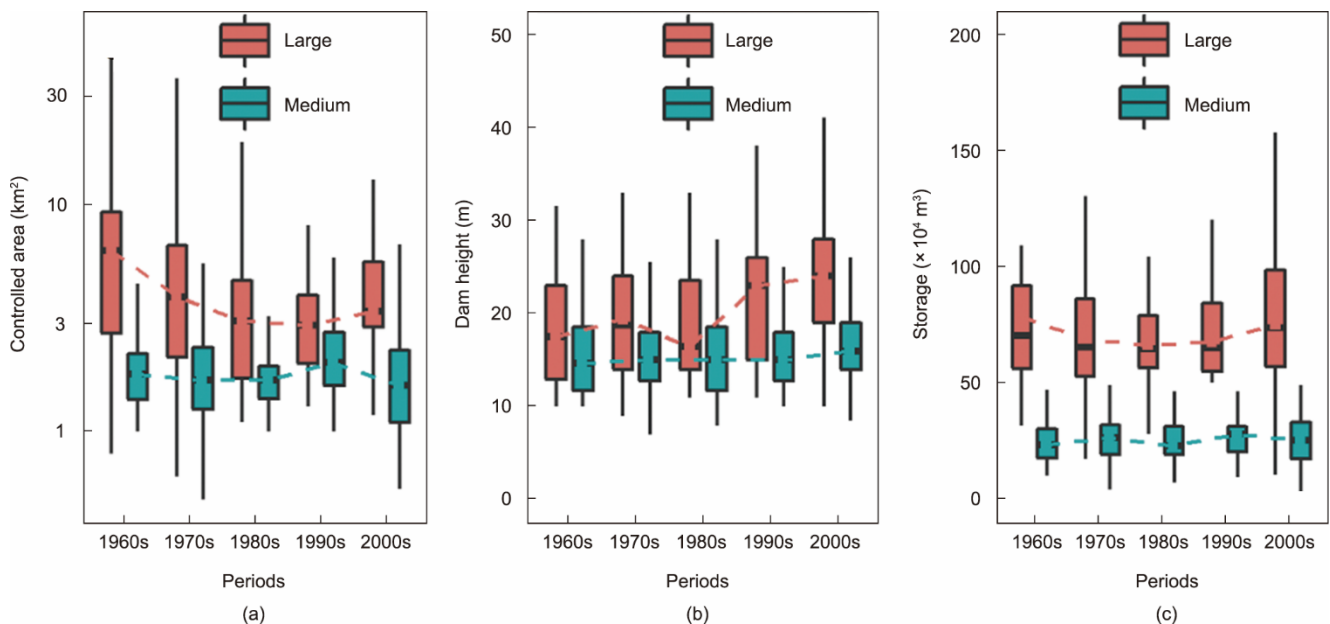 Large
Medium
30
10
3
1
Controlled area (km²)
1960s 1970s 1980s 1990s 2000s
Periods
(a)
Large
Medium
50
40
30
20
10
0
Dam height (m)
1960s 1970s 1980s 1990s 2000s
Periods
(b)
Large
Medium
200
150
100
50
0
Storage (× 10⁴ m³)
1960s 1970s 1980s 1990s 2000s
Periods
(c)